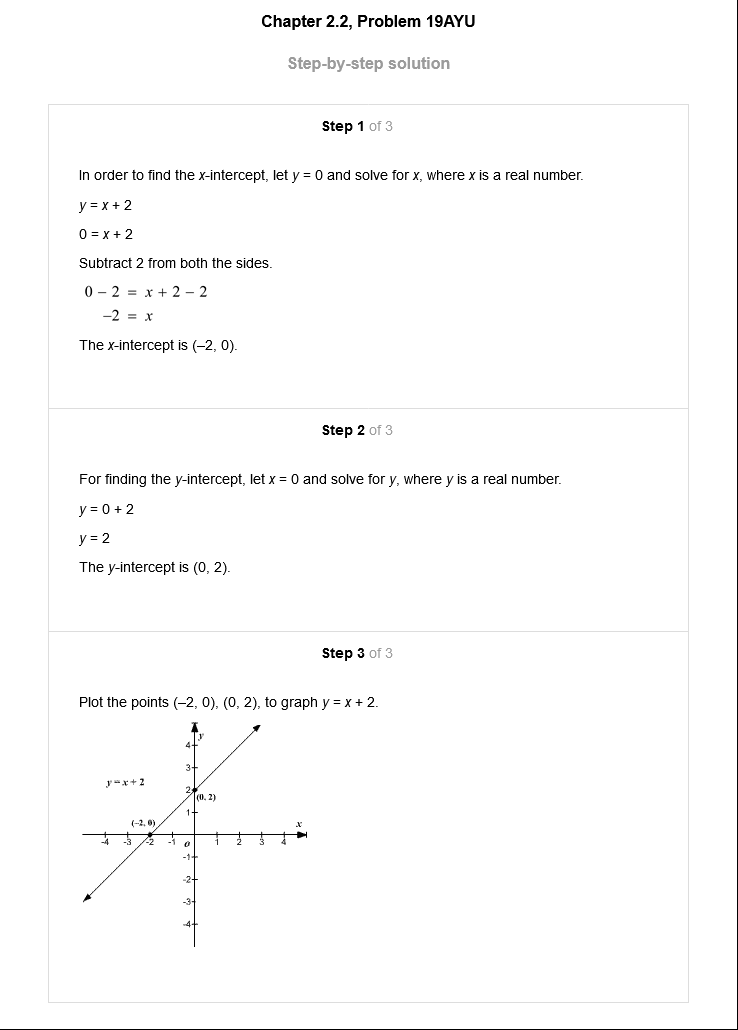 Chapter 2.2, Problem 19AYU
Step-by-step solution
Step 1 of 3
In order to find the x-intercept, let y = 0 and solve for x, where x is a real number.
y = x + 2
0 = x + 2
Subtract 2 from both the sides.
0 − 2 = x + 2 − 2
−2 = x
The x-intercept is (–2, 0).
Step 2 of 3
For finding the y-intercept, let x = 0 and solve for y, where y is a real number.
y = 0 + 2
y = 2
The y-intercept is (0, 2).
Step 3 of 3
Plot the points (–2, 0), (0, 2), to graph y = x + 2.
y
4
3
y = x + 2
2
(0, 2)
1
(–2, 0)
x
-4 -3 -2 -1 o 1 2 3 4
-1
-2
-3
-4